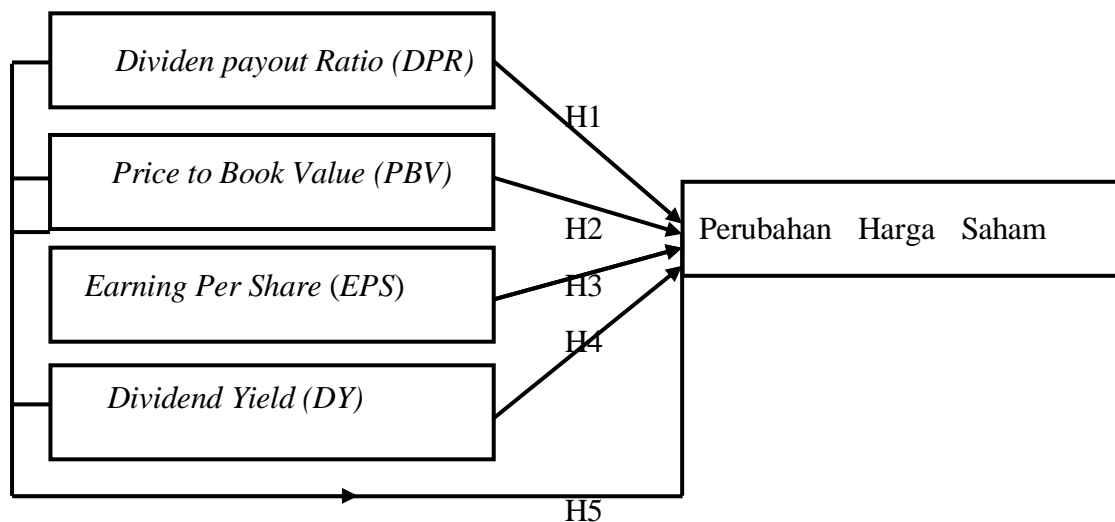 Dividen payout Ratio (DPR)
H1
Price to Book Value (PBV)
H2
Perubahan Harga Saham
Earning Per Share (EPS)
H3
H4
Dividend Yield (DY)
H5